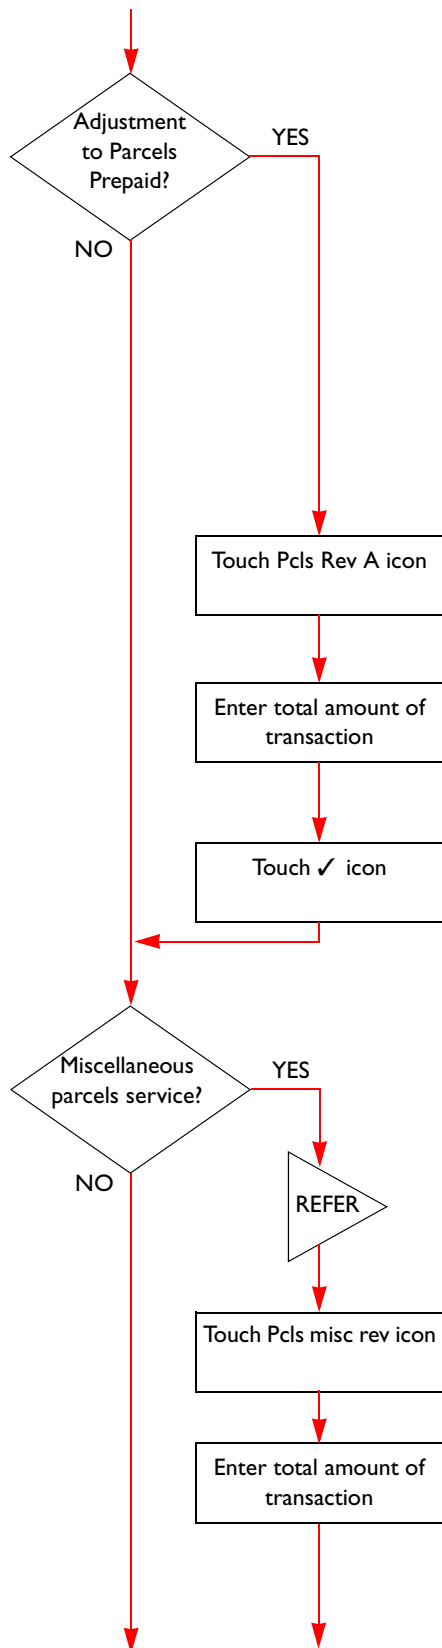 Adjustment
to Parcels
Prepaid?
YES
NO
Touch Pcls Rev A icon
Enter total amount of
transaction
Touch ✓ icon
Miscellaneous
parcels service?
YES
NO
REFER
Touch Pcls misc rev icon
Enter total amount of
transaction